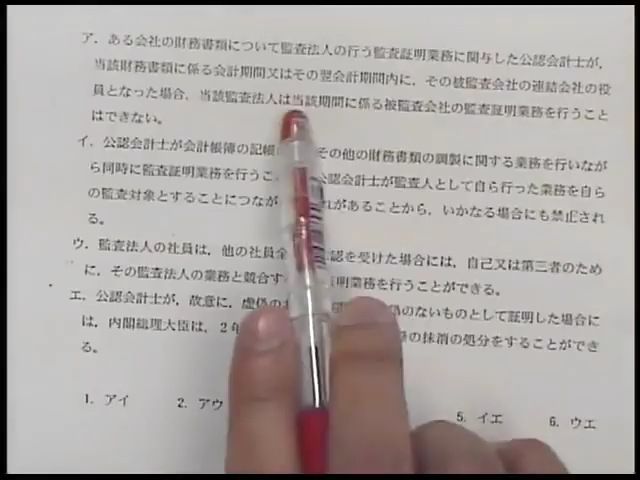 ア．ある会社の財務書類について監査法人の行う監査証明業務に関与した公認会計士が，
当該財務書類に係る会計期間又はその翌会計期間内に，その被監査会社の連結会社の役
員となった場合，当該監査法人は当該期間に係る被監査会社の監査証明業務を行うこと
はできない。
イ．公認会計士が会計帳簿の記帳 その他の財務書類の調製に関する業務を行いなが
ら同時に監査証明業務を行うこ 公認会計士が監査人として自ら行った業務を自ら
の監査対象とすることにつなが れがあることから，いかなる場合にも禁止され
る。
ウ．監査法人の社員は，他の社員全 認を受けた場合には，自己又は第三者のため
に，その監査法人の業務と競合す 明業務を行うことができる。
エ．公認会計士が，故意に，虚偽の のないものとして証明した場合に
は，内閣総理大臣は，２年 の抹消の処分をすることができ
る。
1. アイ 2. アウ 5. イエ 6. ウエ